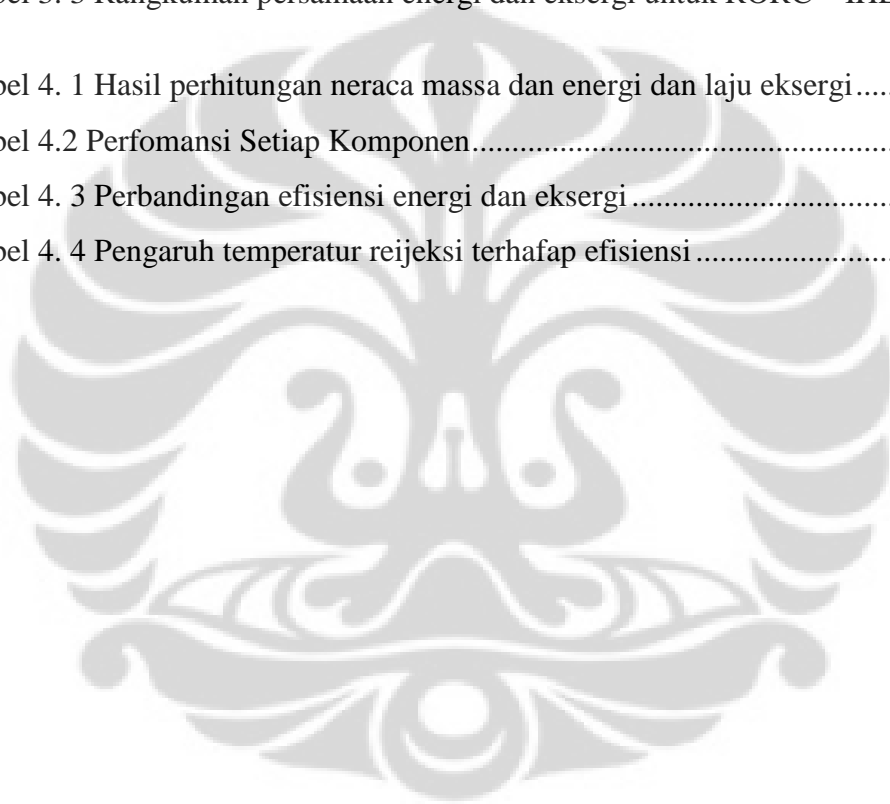 bel 3. 3 Rangkuman persamaan energi dan eksergi untuk RORC – IHE
bel 4. 1 Hasil perhitungan neraca massa dan energi dan laju eksergi.....
bel 4.2 Perfomansi Setiap Komponen.......................................................
bel 4. 3 Perbandingan efisiensi energi dan eksergi..................................
bel 4. 4 Pengaruh temperatur reijeksi terhafap efisiensi.........................